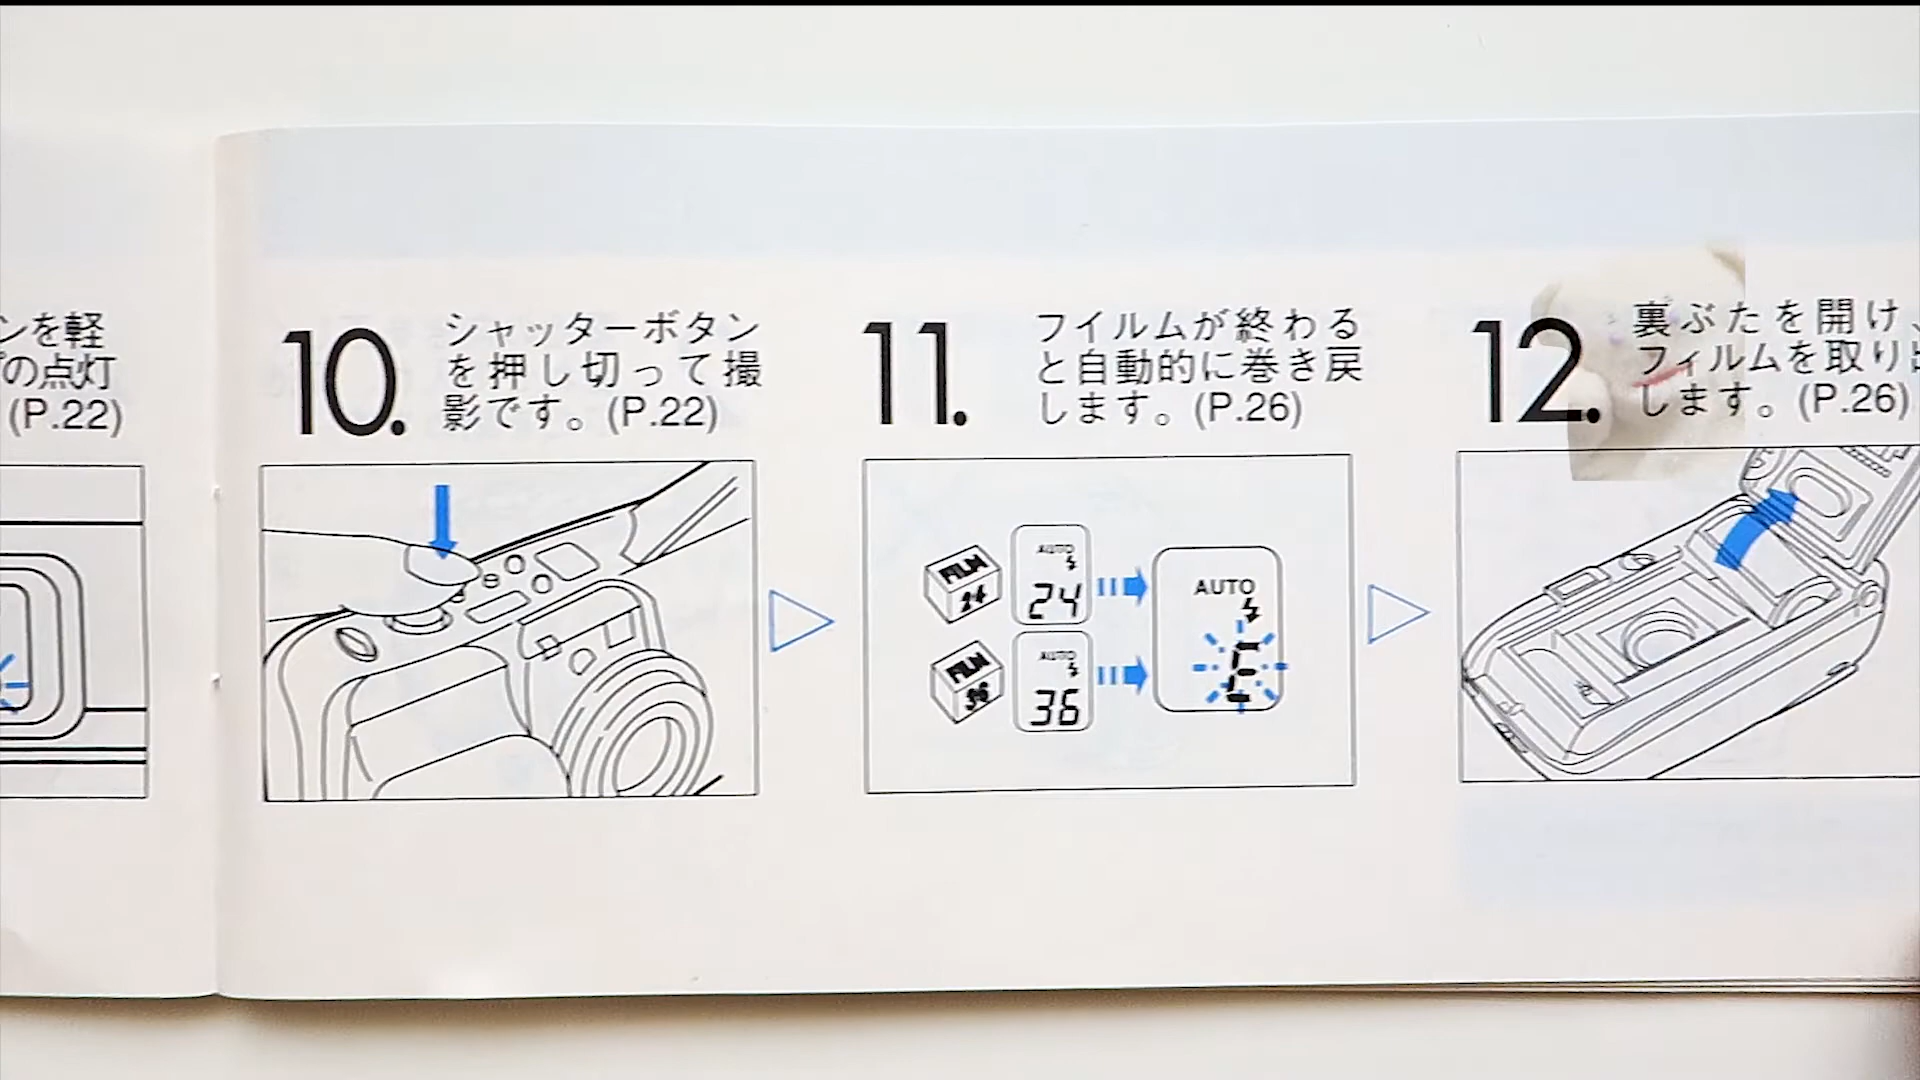 ンを軽
の点灯
(P.22)
10.
シャッターボタン
を押し切って撮
影です。(P.22)
11.
フイルムが終わる
と自動的に巻き戻
します。(P.26)
12.
裏ぶたを開け、
フィルムを取り出
します。(P.26)
FILM
24
AUTO
24
AUTO
FILM
36
AUTO
36